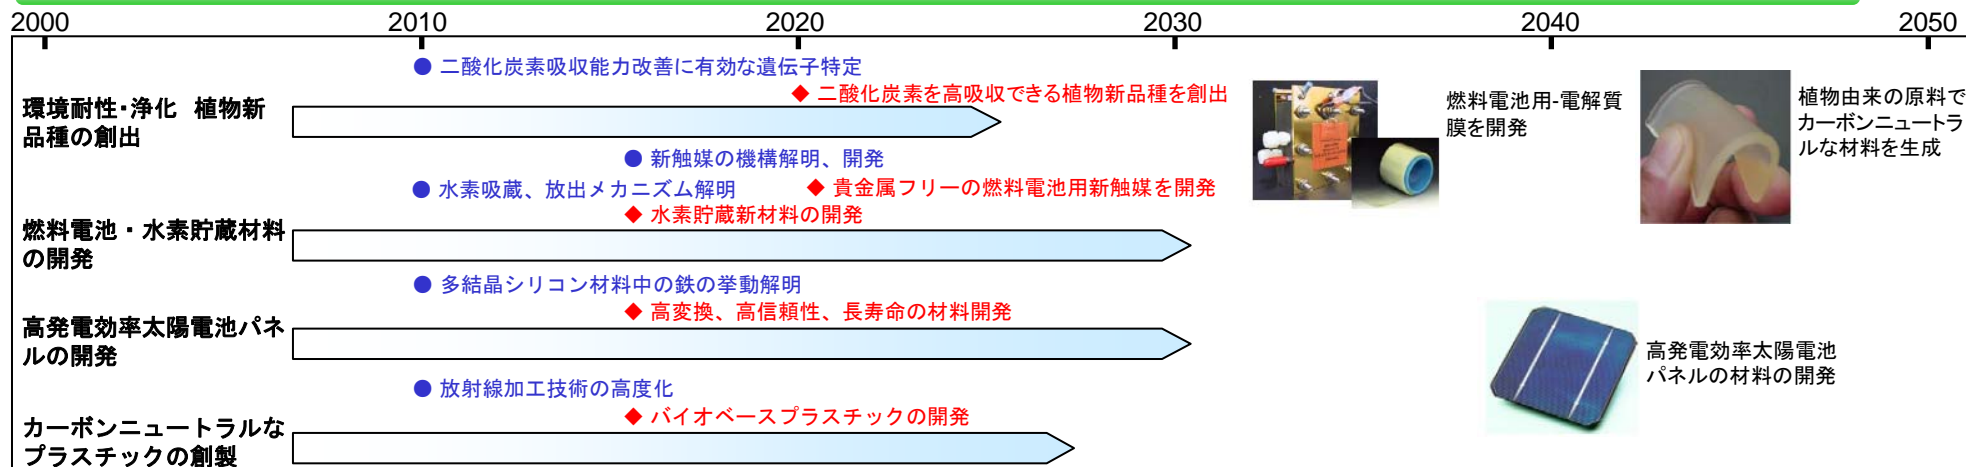 2000 2010 2020 2030 2040 2050
● 二酸化炭素吸収能力改善に有効な遺伝子特定
◆ 二酸化炭素を高吸収できる植物新品種を創出
環境耐性・浄化 植物新
品種の創出
● 新触媒の機構解明、開発
● 水素吸蔵、放出メカニズム解明
◆ 貴金属フリーの燃料電池用新触媒を開発
◆ 水素貯蔵新材料の開発
燃料電池・水素貯蔵材料
の開発
● 多結晶シリコン材料中の鉄の挙動解明
◆ 高変換、高信頼性、長寿命の材料開発
高発電効率太陽電池パネ
ルの開発
● 放射線加工技術の高度化
◆ バイオベースプラスチックの開発
カーボンニュートラルな
プラスチックの創製
燃料電池用-電解質
膜を開発
植物由来の原料で
カーボンニュートラ
ルな材料を生成
高発電効率太陽電池
パネルの材料の開発